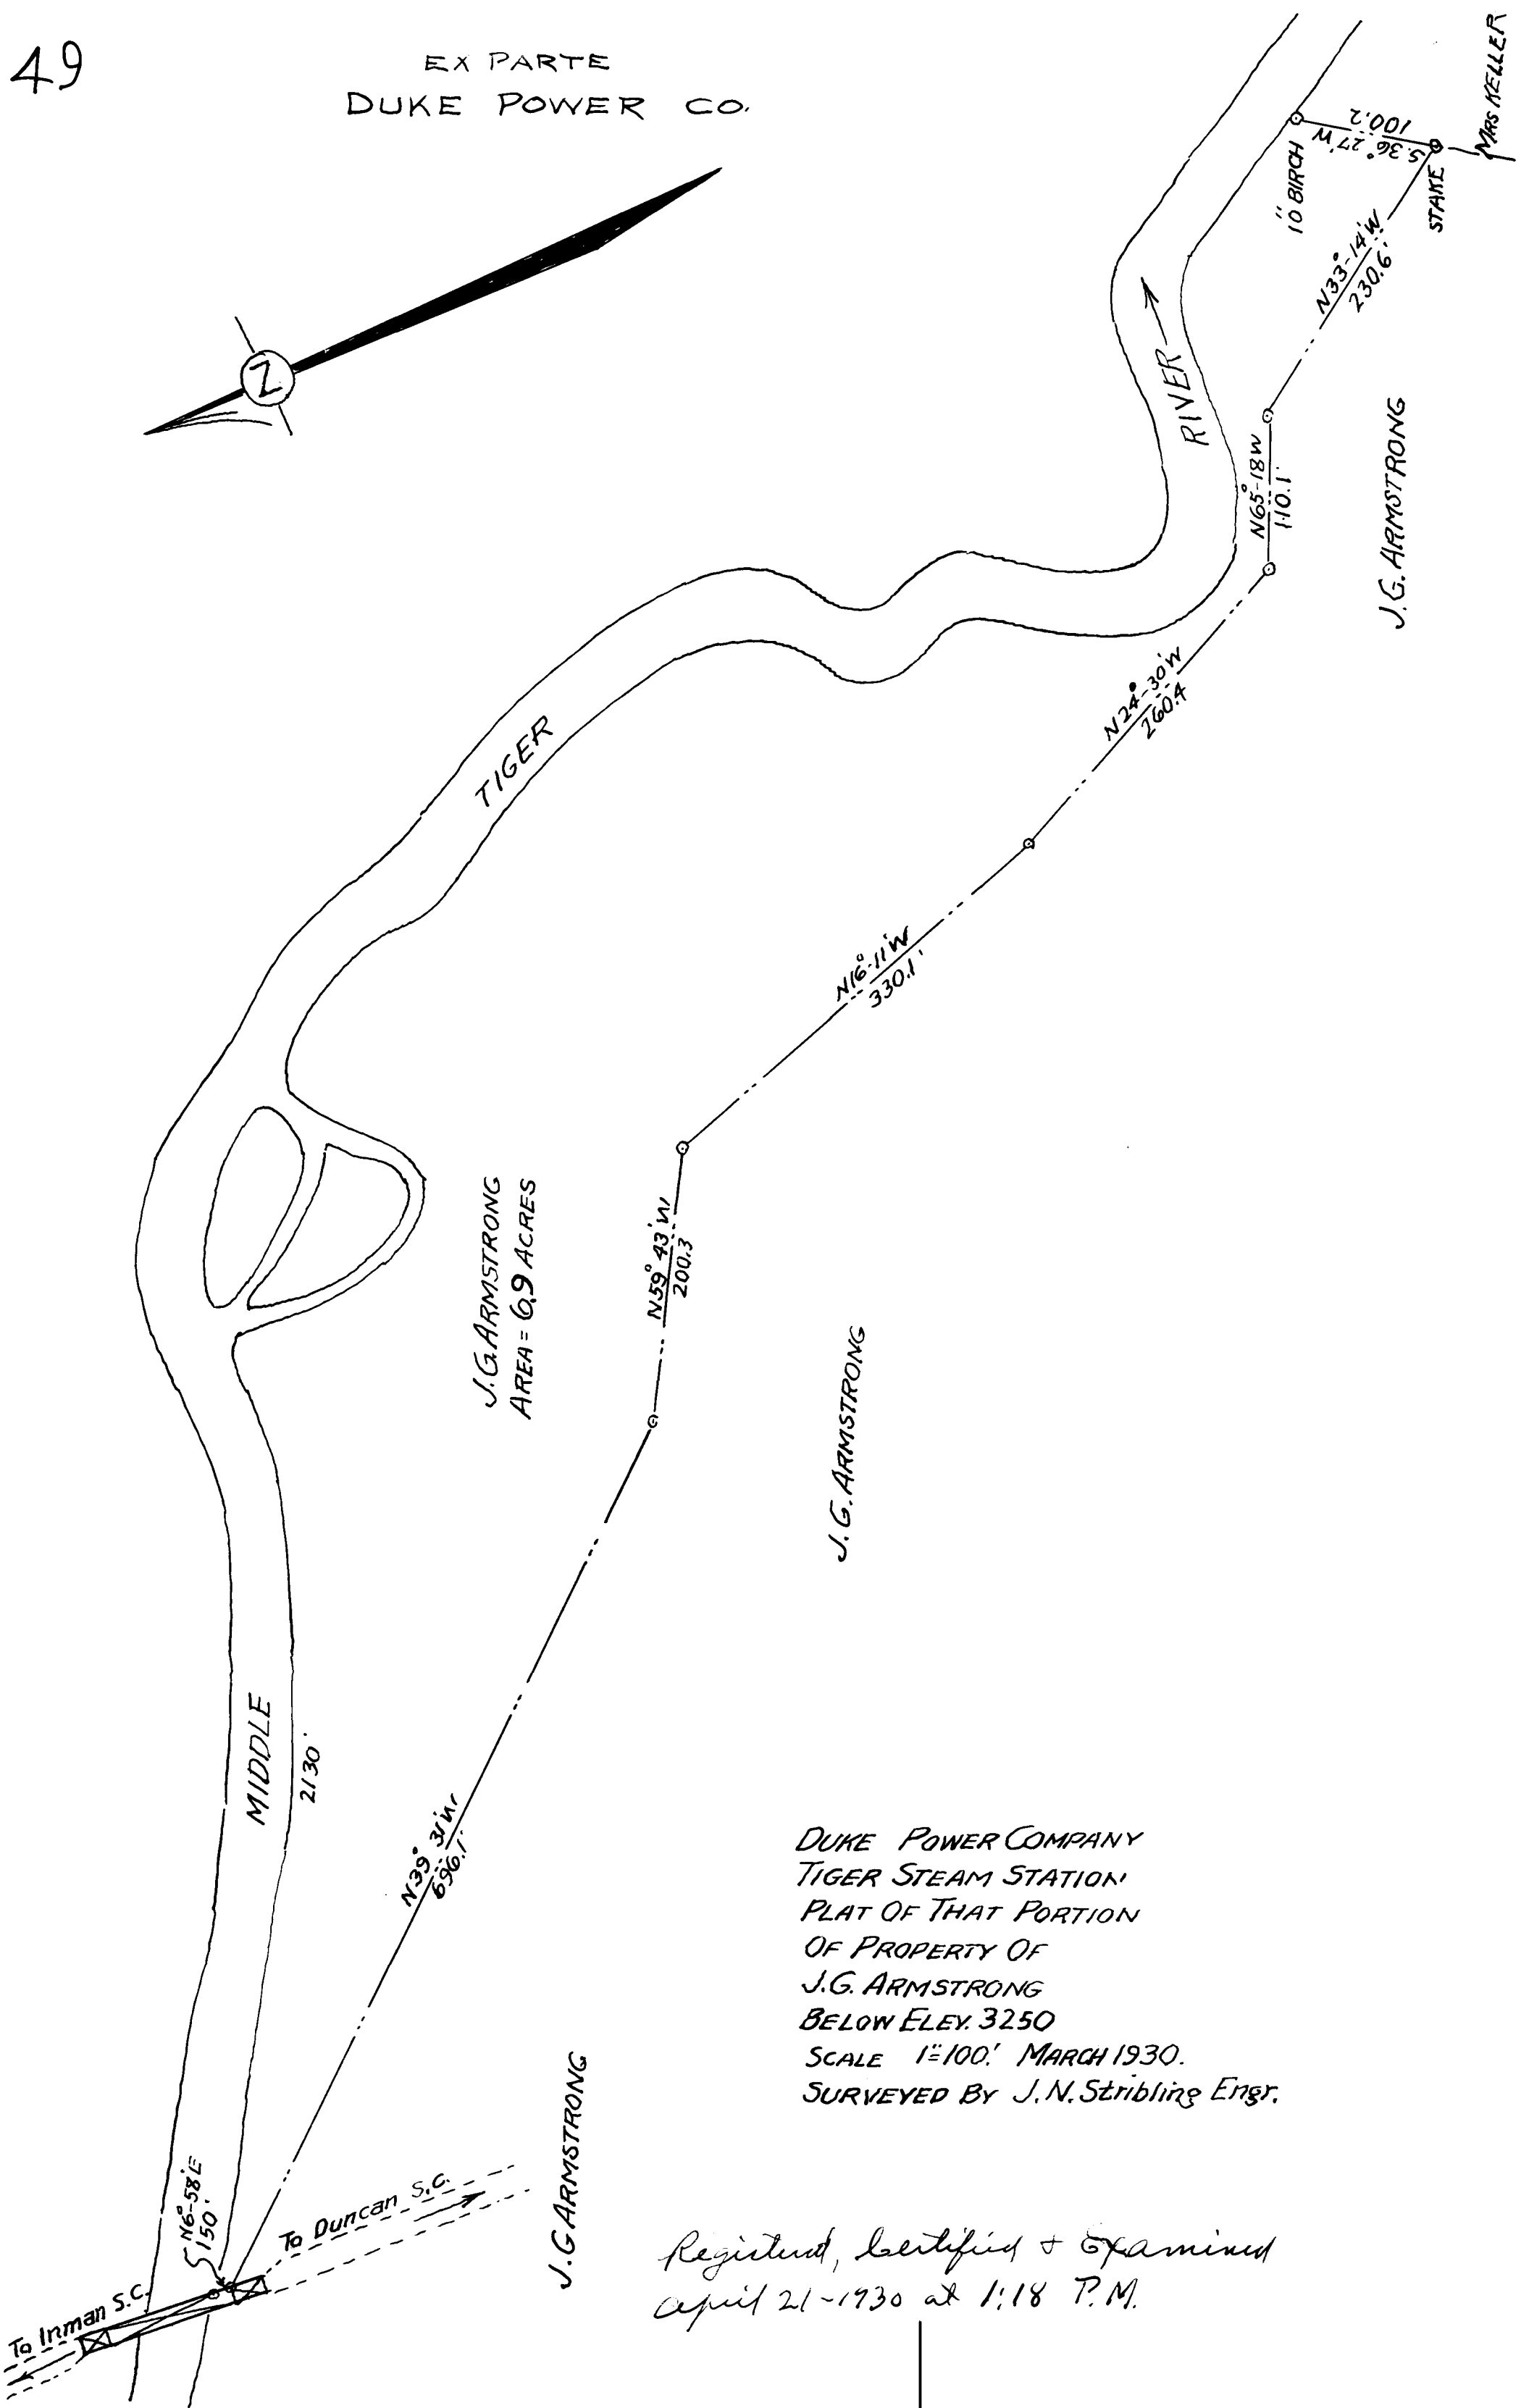 49
EX PARTE
DUKE POWER CO.
MRS KELLER
S.36° 27' W
100.2
10" BIRCH
STAKE
N33°-14'W
230.6'
RIVER
N65°-18W
110.1'
J.G. ARMSTRONG
Z
N24°-30'W
260.4
TIGER
N16°-11'W
330.1'
J.G. ARMSTRONG
AREA = 6.9 ACRES
N59° 43' W
200.3
J.G. ARMSTRONG
MIDDLE
2130'
N39° 31' W
696.1'
DUKE POWER COMPANY
TIGER STEAM STATION
PLAT OF THAT PORTION
OF PROPERTY OF
J.G. ARMSTRONG
BELOW ELEV. 3250
SCALE 1"=100.' MARCH 1930.
SURVEYED BY J.N. Stribling Engr.
J.G ARMSTRONG
N6°-58'E
150'
To Duncan S.C.
To Inman S.C.
Registered, Certified & Examined
April 21-1930 at 1:18 P.M.